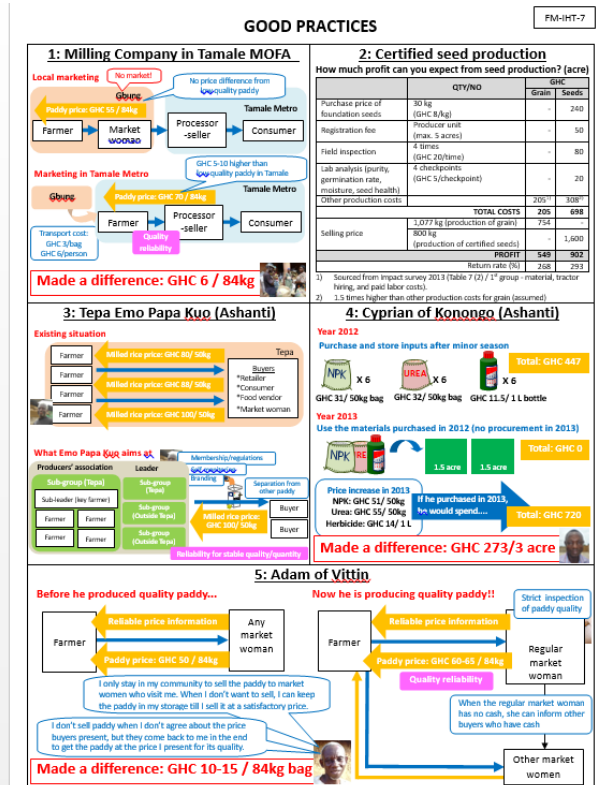 FM-IHT-7
GOOD PRACTICES
1: Milling Company in Tamale MOFA
Local marketing
No market!
No price difference from
low-quality paddy
Gbung
Tamale Metro
Paddy price: GHC 55 / 84kg
Farmer
Market
woman
Processor
-seller
Consumer
Marketing in Tamale Metro
GHC 5-10 higher than
low-quality paddy in Tamale
Tamale Metro
Gbung
Paddy price: GHC 70 / 84kg
Transport cost:
GHC 3/bag
GHC 6/person
Farmer
Processor
-seller
Consumer
Quality
reliability
Made a difference: GHC 6 / 84kg
2: Certified seed production
How much profit can you expect from seed production? (acre)
QTY/NO
GHC
Grain
Seeds
Purchase price of
foundation seeds
30 kg
(GHC 8/kg)
-
240
Registration fee
Producer unit
(max. 5 acres)
-
50
Field inspection
4 times
(GHC 20/time)
-
80
Lab analysis (purity,
germination rate,
moisture, seed health)
4 checkpoints
(GHC 5/checkpoint)
-
20
Other production costs
205 1)
308 2)
TOTAL COSTS
205
698
Selling price
1,077 kg (production of grain)
754
-
800 kg
(production of certified seeds)
-
1,600
PROFIT
549
902
Return rate (%)
268
293
1) Sourced from Impact survey 2013 (Table 7 (2) / 1st group - material, tractor
hiring, and paid labor costs).
2) 1.5 times higher than other production costs for grain (assumed)
3: Tepa Emo Papa Kuo (Ashanti)
Existing situation
Tepa
Farmer
Farmer
Farmer
Farmer
Milled rice price: GHC 80/ 50kg
Milled rice price: GHC 88/ 50kg
Milled rice price: GHC 100/ 50kg
Buyers
*Retailer
*Consumer
*Food vendor
*Market woman
What Emo Papa Kuo aims at
Membership/regulations
Branding
Producers' association
Leader
Sub-group (Tepa)
Sub-leader (key farmer)
Farmer
Farmer
Farmer
Farmer
Sub-group
(Tepa)
Sub-group
(Outside Tepa)
Sub-group
(Outside Tepa)
Separation from
other paddy
Milled rice price:
GHC 100/ 50kg
Buyer
Buyer
Reliability for stable quality/quantity
4: Cyprian of Konongo (Ashanti)
Year 2012
Purchase and store inputs after minor season
NPK
X 6
UREA
X 6
X 6
Total: GHC 447
GHC 31/ 50kg bag
GHC 32/ 50kg bag
GHC 11.5/ 1 L bottle
Year 2013
Use the materials purchased in 2012 (no procurement in 2013)
NPK
RE
1.5 acre
1.5 acre
Total: GHC 0
Price increase in 2013
NPK: GHC 51/ 50kg
Urea: GHC 55/ 50kg
Herbicide: GHC 14/ 1 L
If he purchased in 2013,
he would spend....
Total: GHC 720
Made a difference: GHC 273/3 acre
5: Adam of Vittin
Before he produced quality paddy...
Farmer
Reliable price information
Paddy price: GHC 50 / 84kg
Any
market
woman
I only stay in my community to sell the paddy to market
women who visit me. When I don't want to sell, I can keep
the paddy in my storage till I sell it at a satisfactory price.
I don't sell paddy when I don't agree about the price
buyers present, but they come back to me in the end
to get the paddy at the price I present for its quality.
Made a difference: GHC 10-15 / 84kg bag
Now he is producing quality paddy!!
Strict inspection
of paddy quality
Farmer
Reliable price information
Paddy price: GHC 60-65 / 84kg
Quality reliability
Regular
market
woman
When the regular market woman
has no cash, she can inform other
buyers who have cash
Other market
women